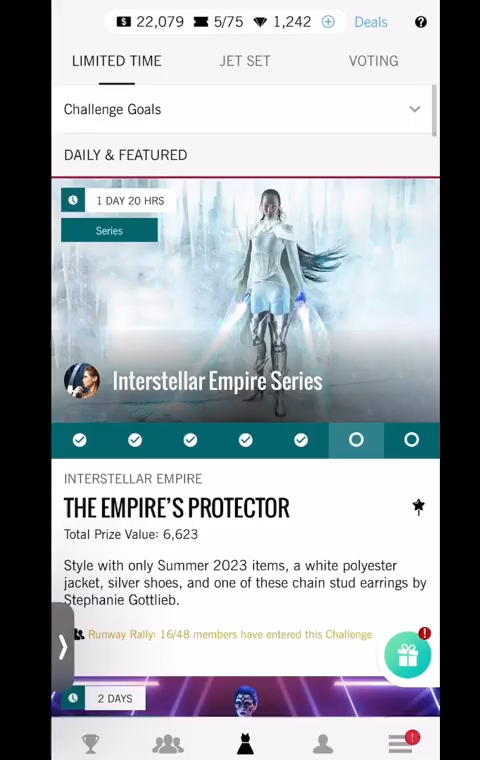 22,079 5/75 1,242 Deals ?
LIMITED TIME JET SET VOTING
Challenge Goals
DAILY & FEATURED
1 DAY 20 HRS
Series
Interstellar Empire Series
INTERSTELLAR EMPIRE
THE EMPIRE'S PROTECTOR
Total Prize Value: 6,623
Style with only Summer 2023 items, a white polyester
jacket, silver shoes, and one of these chain stud earrings by
Stephanie Gottlieb.
Runway Rally: 16/48 members have entered this Challenge
2 DAYS